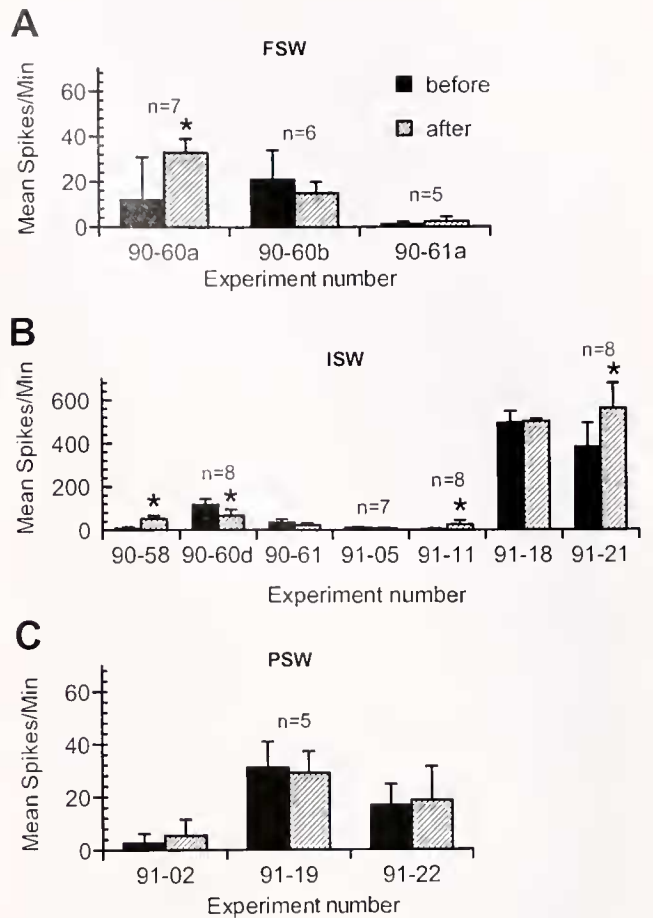 A
FSW
Mean Spikes/Min
60
40
20
0
n=7
*
n=6
n=5
before
after
90-60a 90-60b 90-61a
Experiment number
B
ISW
Mean Spikes/Min
600
400
200
0
*
n=8
*
n=7
n=8
*
n=8
*
90-58 90-60d 90-61 91-05 91-11 91-18 91-21
Experiment number
C
PSW
Mean Spikes/Min
60
40
20
0
n=5
91-02 91-19 91-22
Experiment number